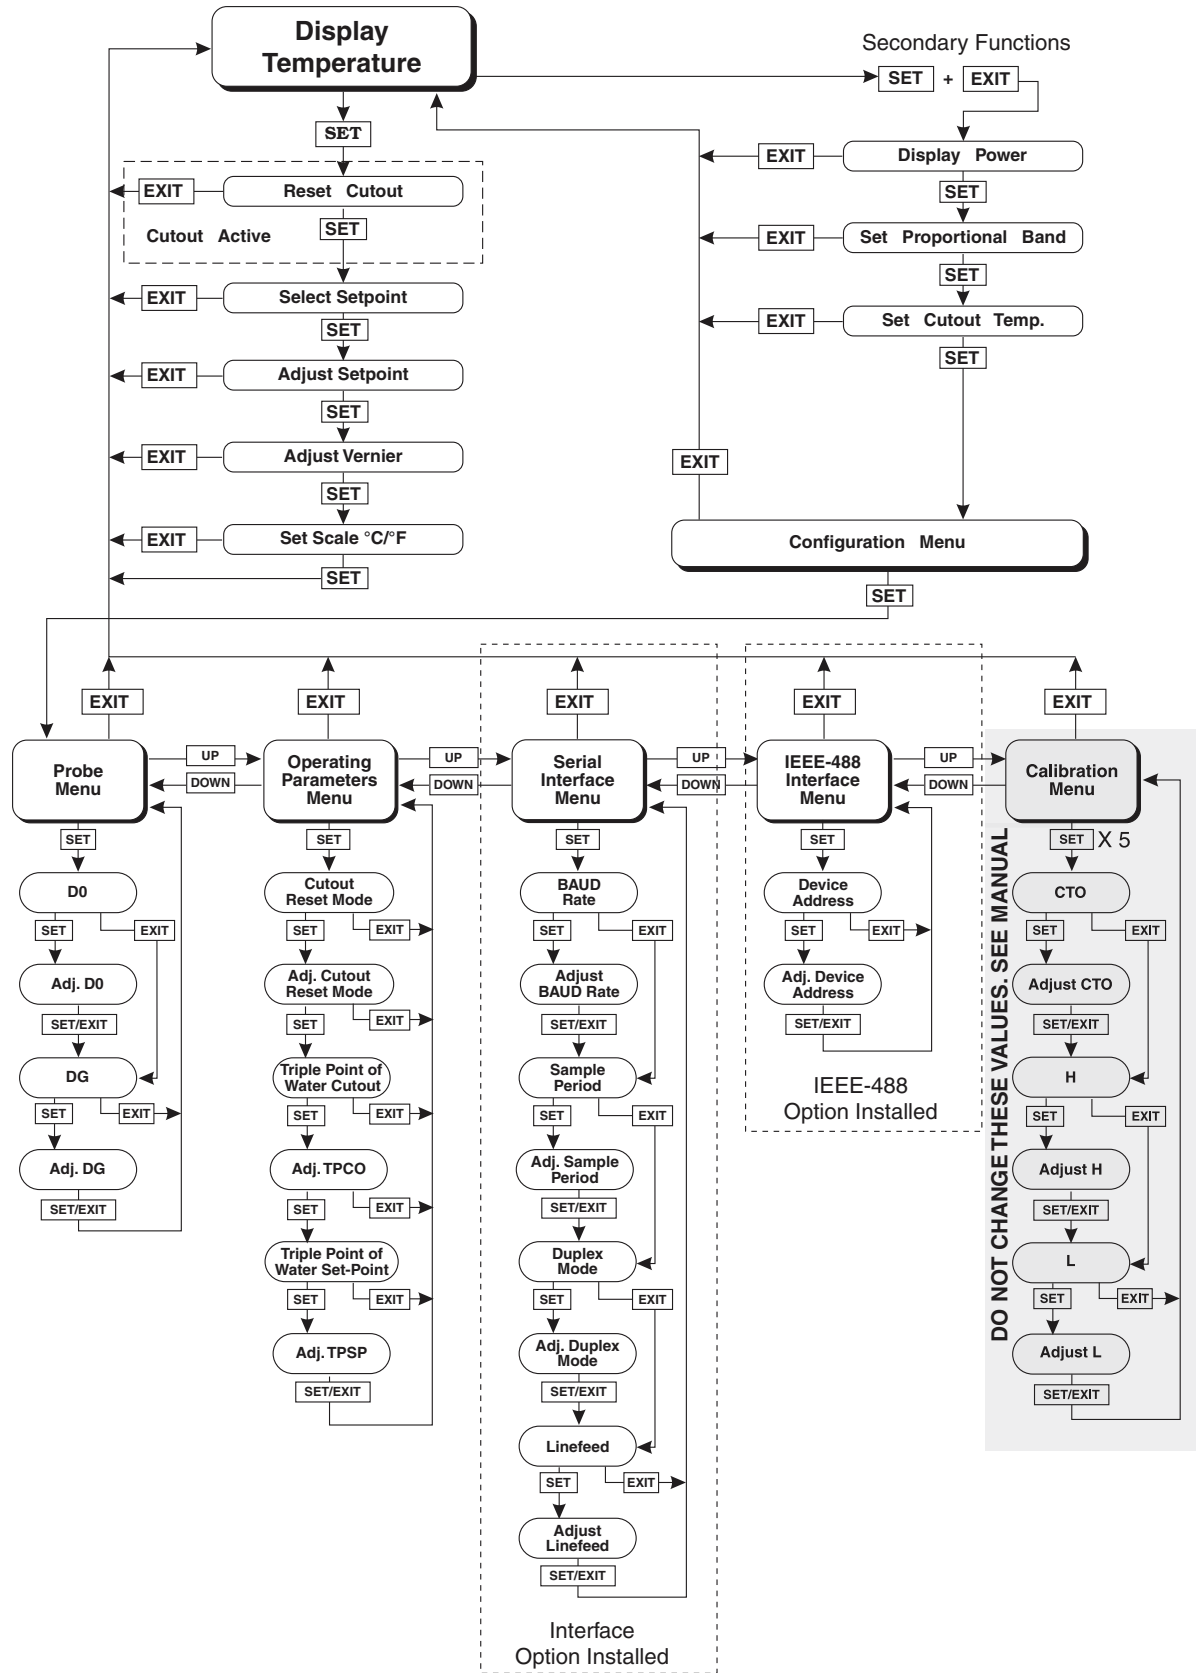 Display
Temperature
Secondary Functions
SET + EXIT
SET
EXIT Display Power
SET
EXIT Reset Cutout
SET
Cutout Active
EXIT Set Proportional Band
SET
EXIT Select Setpoint
SET
EXIT Set Cutout Temp.
SET
EXIT Adjust Setpoint
SET
EXIT Adjust Vernier
SET
EXIT
EXIT Set Scale °C/°F
SET
Configuration Menu
SET
EXIT
EXIT
EXIT
EXIT
EXIT
Probe
Menu
UP
DOWN
Operating
Parameters
Menu
UP
DOWN
Serial
Interface
Menu
UP
DOWN
IEEE-488
Interface
Menu
UP
DOWN
Calibration
Menu
SET
D0
SET EXIT
Adj. D0
SET/EXIT
DG
SET EXIT
Adj. DG
SET/EXIT
SET
Cutout
Reset Mode
SET EXIT
Adj. Cutout
Reset Mode
SET EXIT
Triple Point of
Water Cutout
SET EXIT
Adj. TPCO
SET EXIT
Triple Point of
Water Set-Point
SET EXIT
Adj. TPSP
SET/EXIT
SET
BAUD
Rate
SET EXIT
Adjust
BAUD Rate
SET/EXIT
Sample
Period
SET EXIT
Adj. Sample
Period
SET/EXIT
Duplex
Mode
SET EXIT
Adj. Duplex
Mode
SET/EXIT
Linefeed
SET EXIT
Adjust
Linefeed
SET/EXIT
Interface
Option Installed
SET
Device
Address
SET EXIT
Adj. Device
Address
SET/EXIT
IEEE-488
Option Installed
DO NOT CHANGE THESE VALUES. SEE MANUAL
SET X 5
CTO
SET EXIT
Adjust CTO
SET/EXIT
H
SET EXIT
Adjust H
SET/EXIT
L
SET EXIT
Adjust L
SET/EXIT